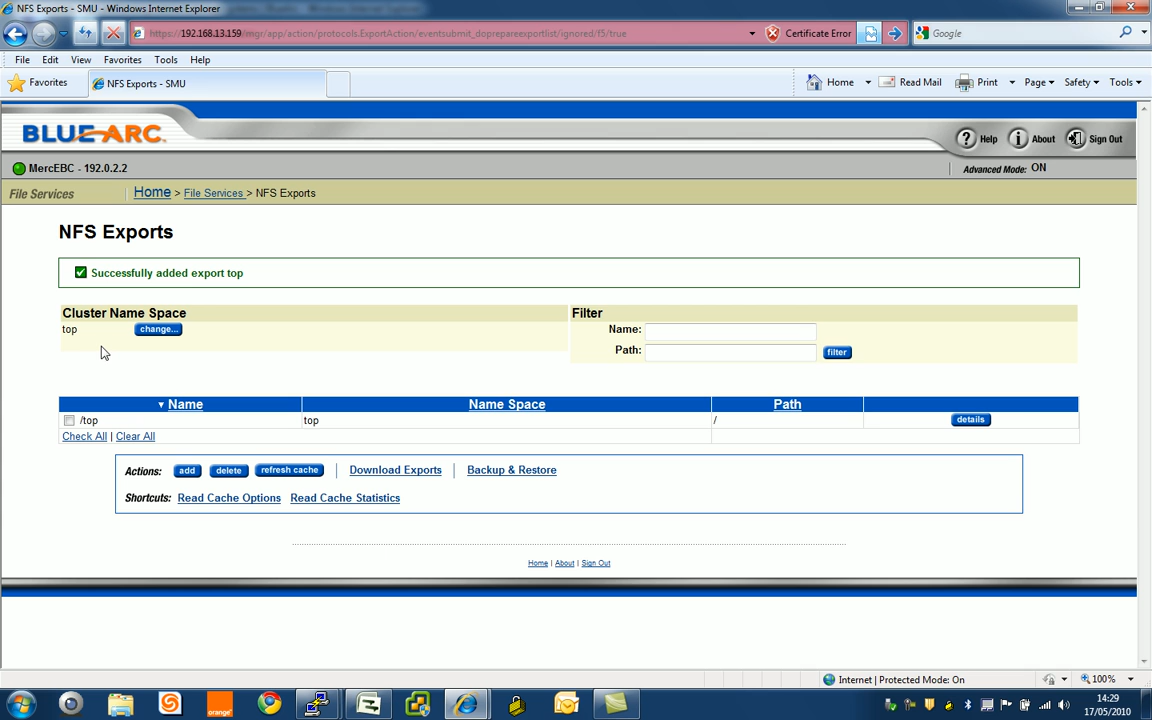 NFS Exports - SMU - Windows Internet Explorer
https://192.168.13.159/mgr/app/action/protocols.ExportAction/eventsubmit_doprepareesportlist/ignored/f5/true
Certificate Error
Google
File Edit View Favorites Tools Help
Favorites
NFS Exports - SMU
Home
Read Mail
Print
Page
Safety
Tools
BLUEARC
Help
About
Sign Out
MercEBC - 192.0.2.2
Advanced Mode: ON
File Services
Home > File Services > NFS Exports
NFS Exports
Successfully added export top
Cluster Name Space
top
change...
Filter
Name:
Path:
filter
Name
Name Space
Path
/top
top
/
details
Check All | Clear All
Actions: add delete refresh cache | Download Exports | Backup & Restore
Shortcuts: Read Cache Options Read Cache Statistics
Home | About | Sign Out
Internet | Protected Mode: On
100%
orange
14:29
17/05/2010